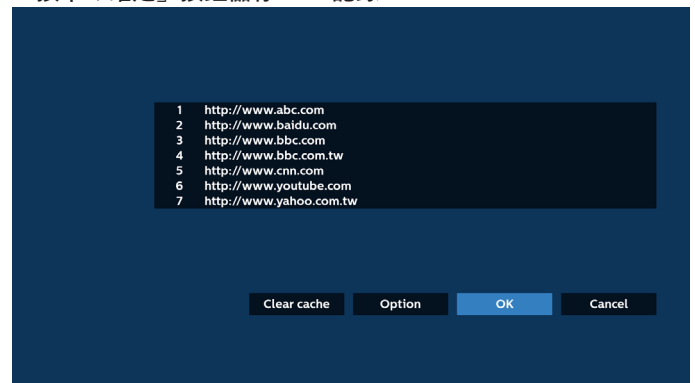 1 http://www.abc.com
2 http://www.baidu.com
3 http://www.bbc.com
4 http://www.bbc.com.tw
5 http://www.cnn.com
6 http://www.youtube.com
7 http://www.yahoo.com.tw
Clear cache Option OK Cancel